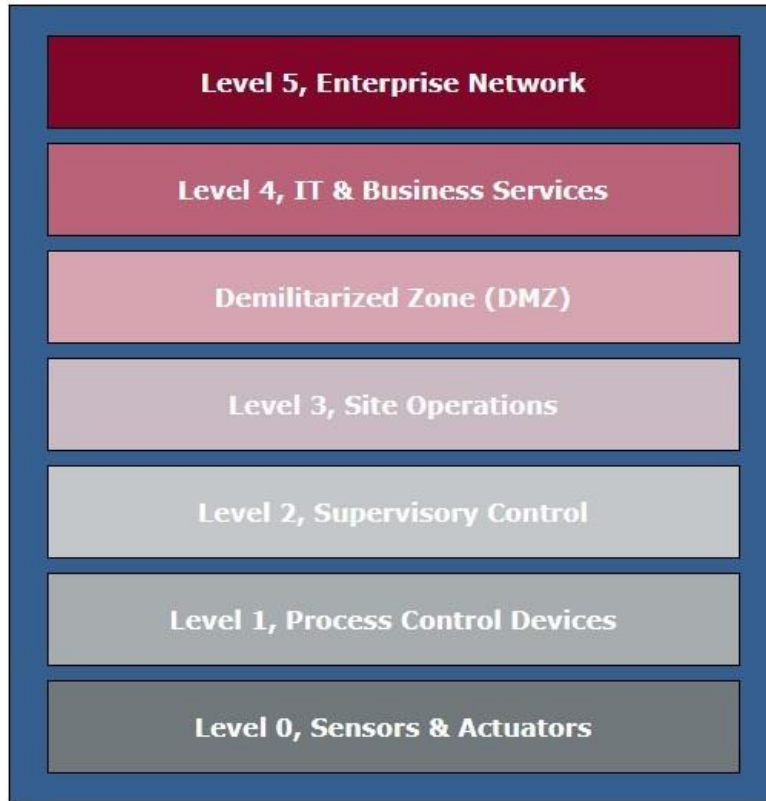 Level 5, Enterprise Network
Level 4, IT & Business Services
Demilitarized Zone (DMZ)
Level 3, Site Operations
Level 2, Supervisory Control
Level 1, Process Control Devices
Level 0, Sensors & Actuators